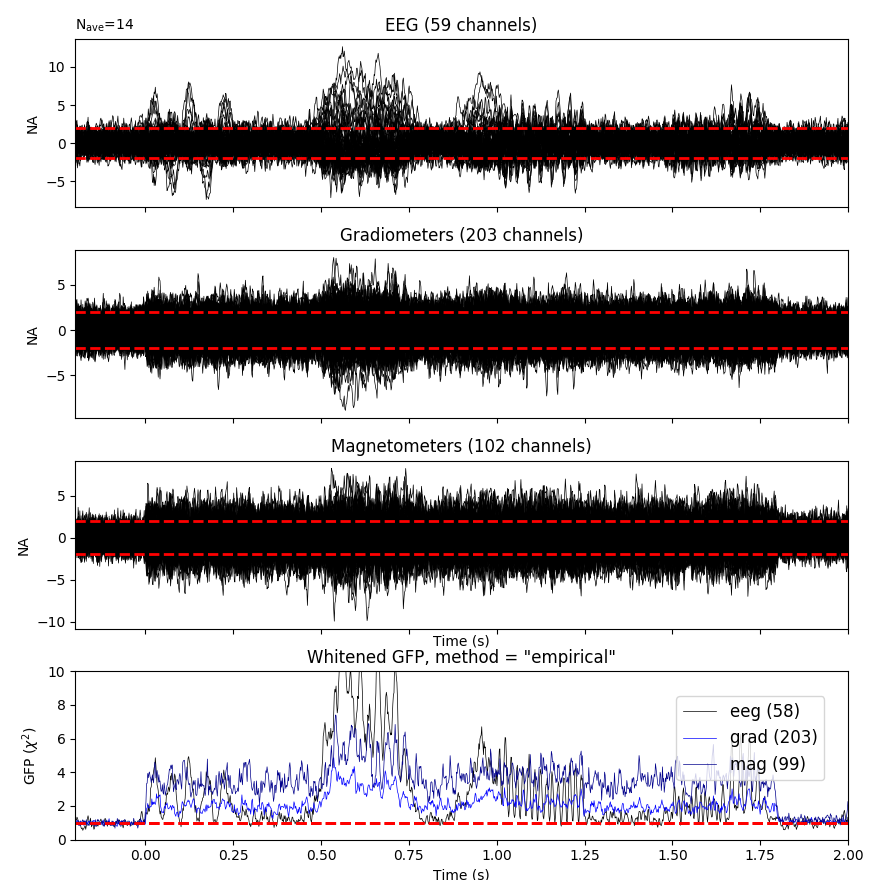 Nave=14
EEG (59 channels)
10
5
0
−5
NA
Gradiometers (203 channels)
5
0
−5
NA
Magnetometers (102 channels)
5
0
−5
−10
NA
Time (s)
Whitened GFP, method = "empirical"
10
8
6
4
2
0
GFP (χ²)
eeg (58)
grad (203)
mag (99)
0.00 0.25 0.50 0.75 1.00 1.25 1.50 1.75 2.00
Time (s)